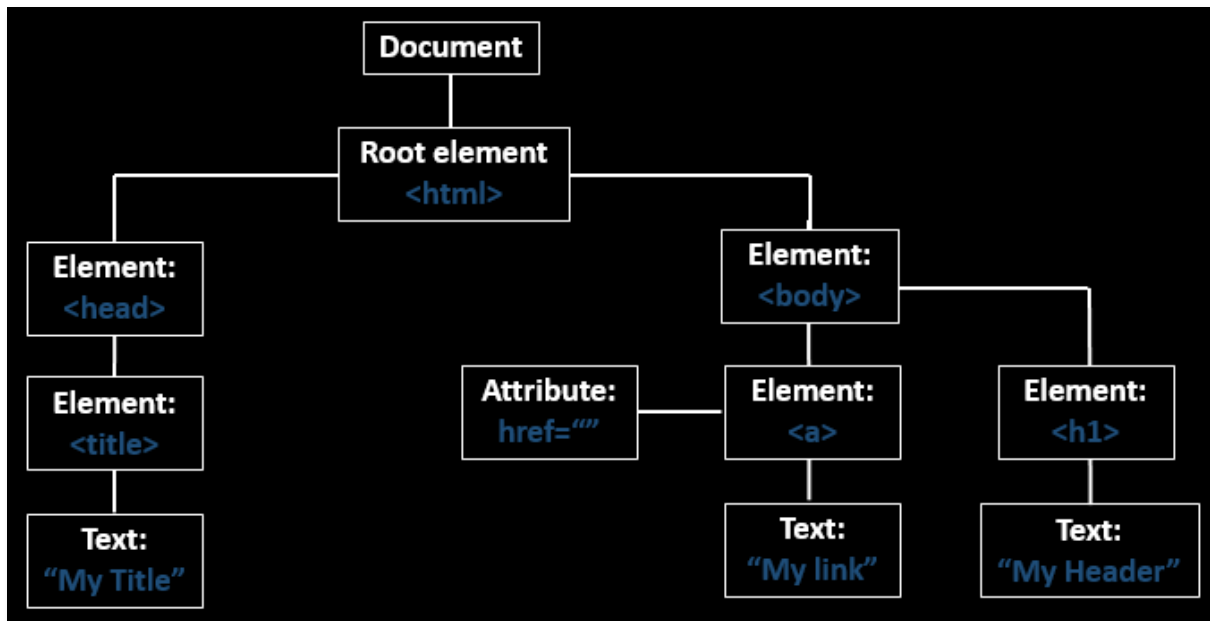 Document
Root element
<html>
Element:
<head>
Element:
<body>
Element:
<title>
Attribute:
href=“”
Element:
<a>
Element:
<h1>
Text:
“My Title”
Text:
“My link”
Text:
“My Header”